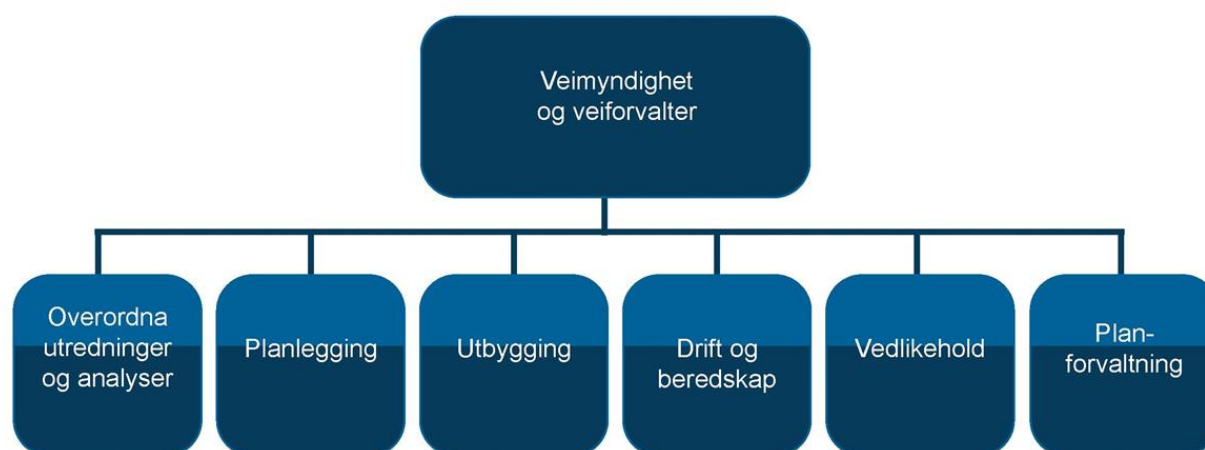 Veimyndighet
og veiforvalter
Overordna
utredninger
og analyser
Planlegging
Utbygging
Drift og
beredskap
Vedlikehold
Plan-
forvaltning